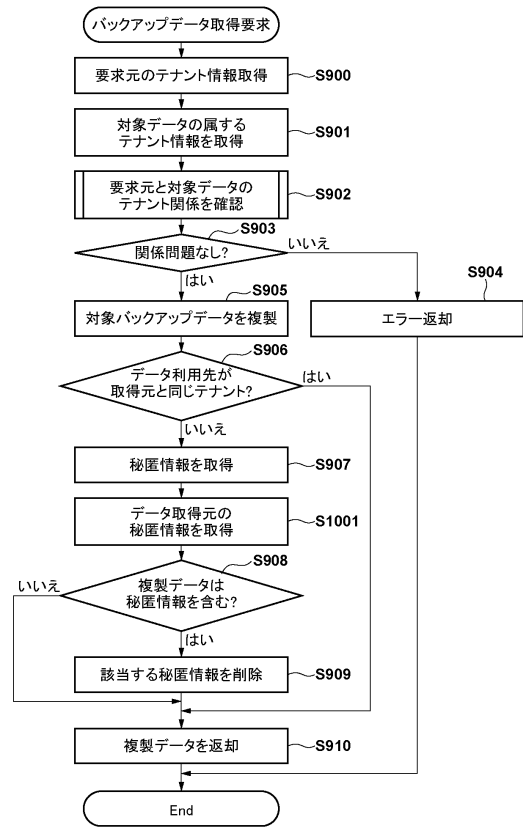 バックアップデータ取得要求
要求元のテナント情報取得
S900
対象データの属する
テナント情報を取得
S901
要求元と対象データの
テナント関係を確認
S902
S903
関係問題なし?
いいえ
はい
S904
エラー返却
S905
対象バックアップデータを複製
S906
データ利用先が
取得元と同じテナント?
はい
いいえ
秘匿情報を取得
S907
データ取得元の
秘匿情報を取得
S1001
S908
複製データは
秘匿情報を含む?
いいえ
はい
該当する秘匿情報を削除
S909
複製データを返却
S910
End